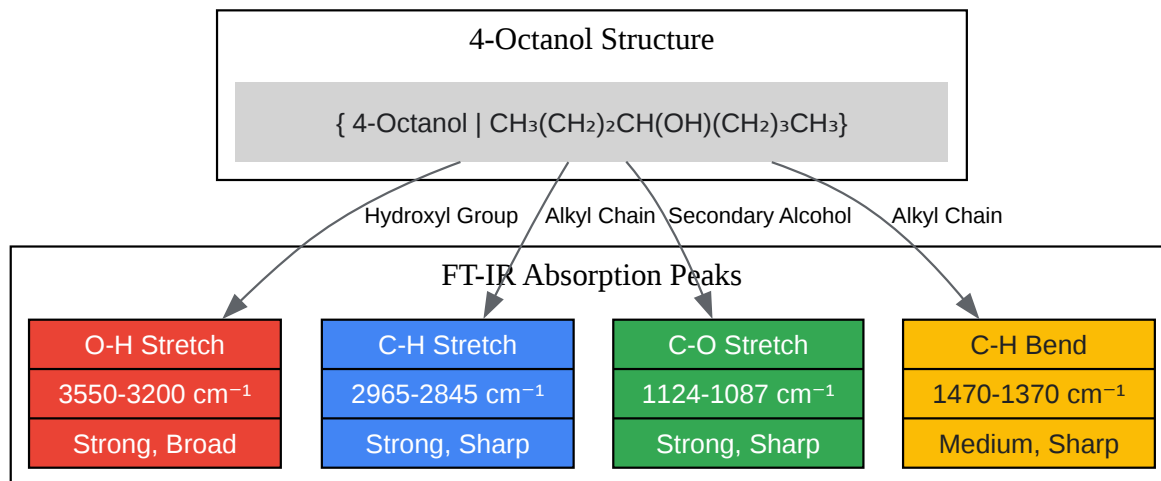 4-Octanol Structure
{ 4-Octanol | CH₃(CH₂)₂CH(OH)(CH₂)₃CH₃}
Hydroxyl Group
Alkyl Chain
Secondary Alcohol
Alkyl Chain
FT-IR Absorption Peaks
O-H Stretch
3550-3200 cm⁻¹
Strong, Broad
C-H Stretch
2965-2845 cm⁻¹
Strong, Sharp
C-O Stretch
1124-1087 cm⁻¹
Strong, Sharp
C-H Bend
1470-1370 cm⁻¹
Medium, Sharp